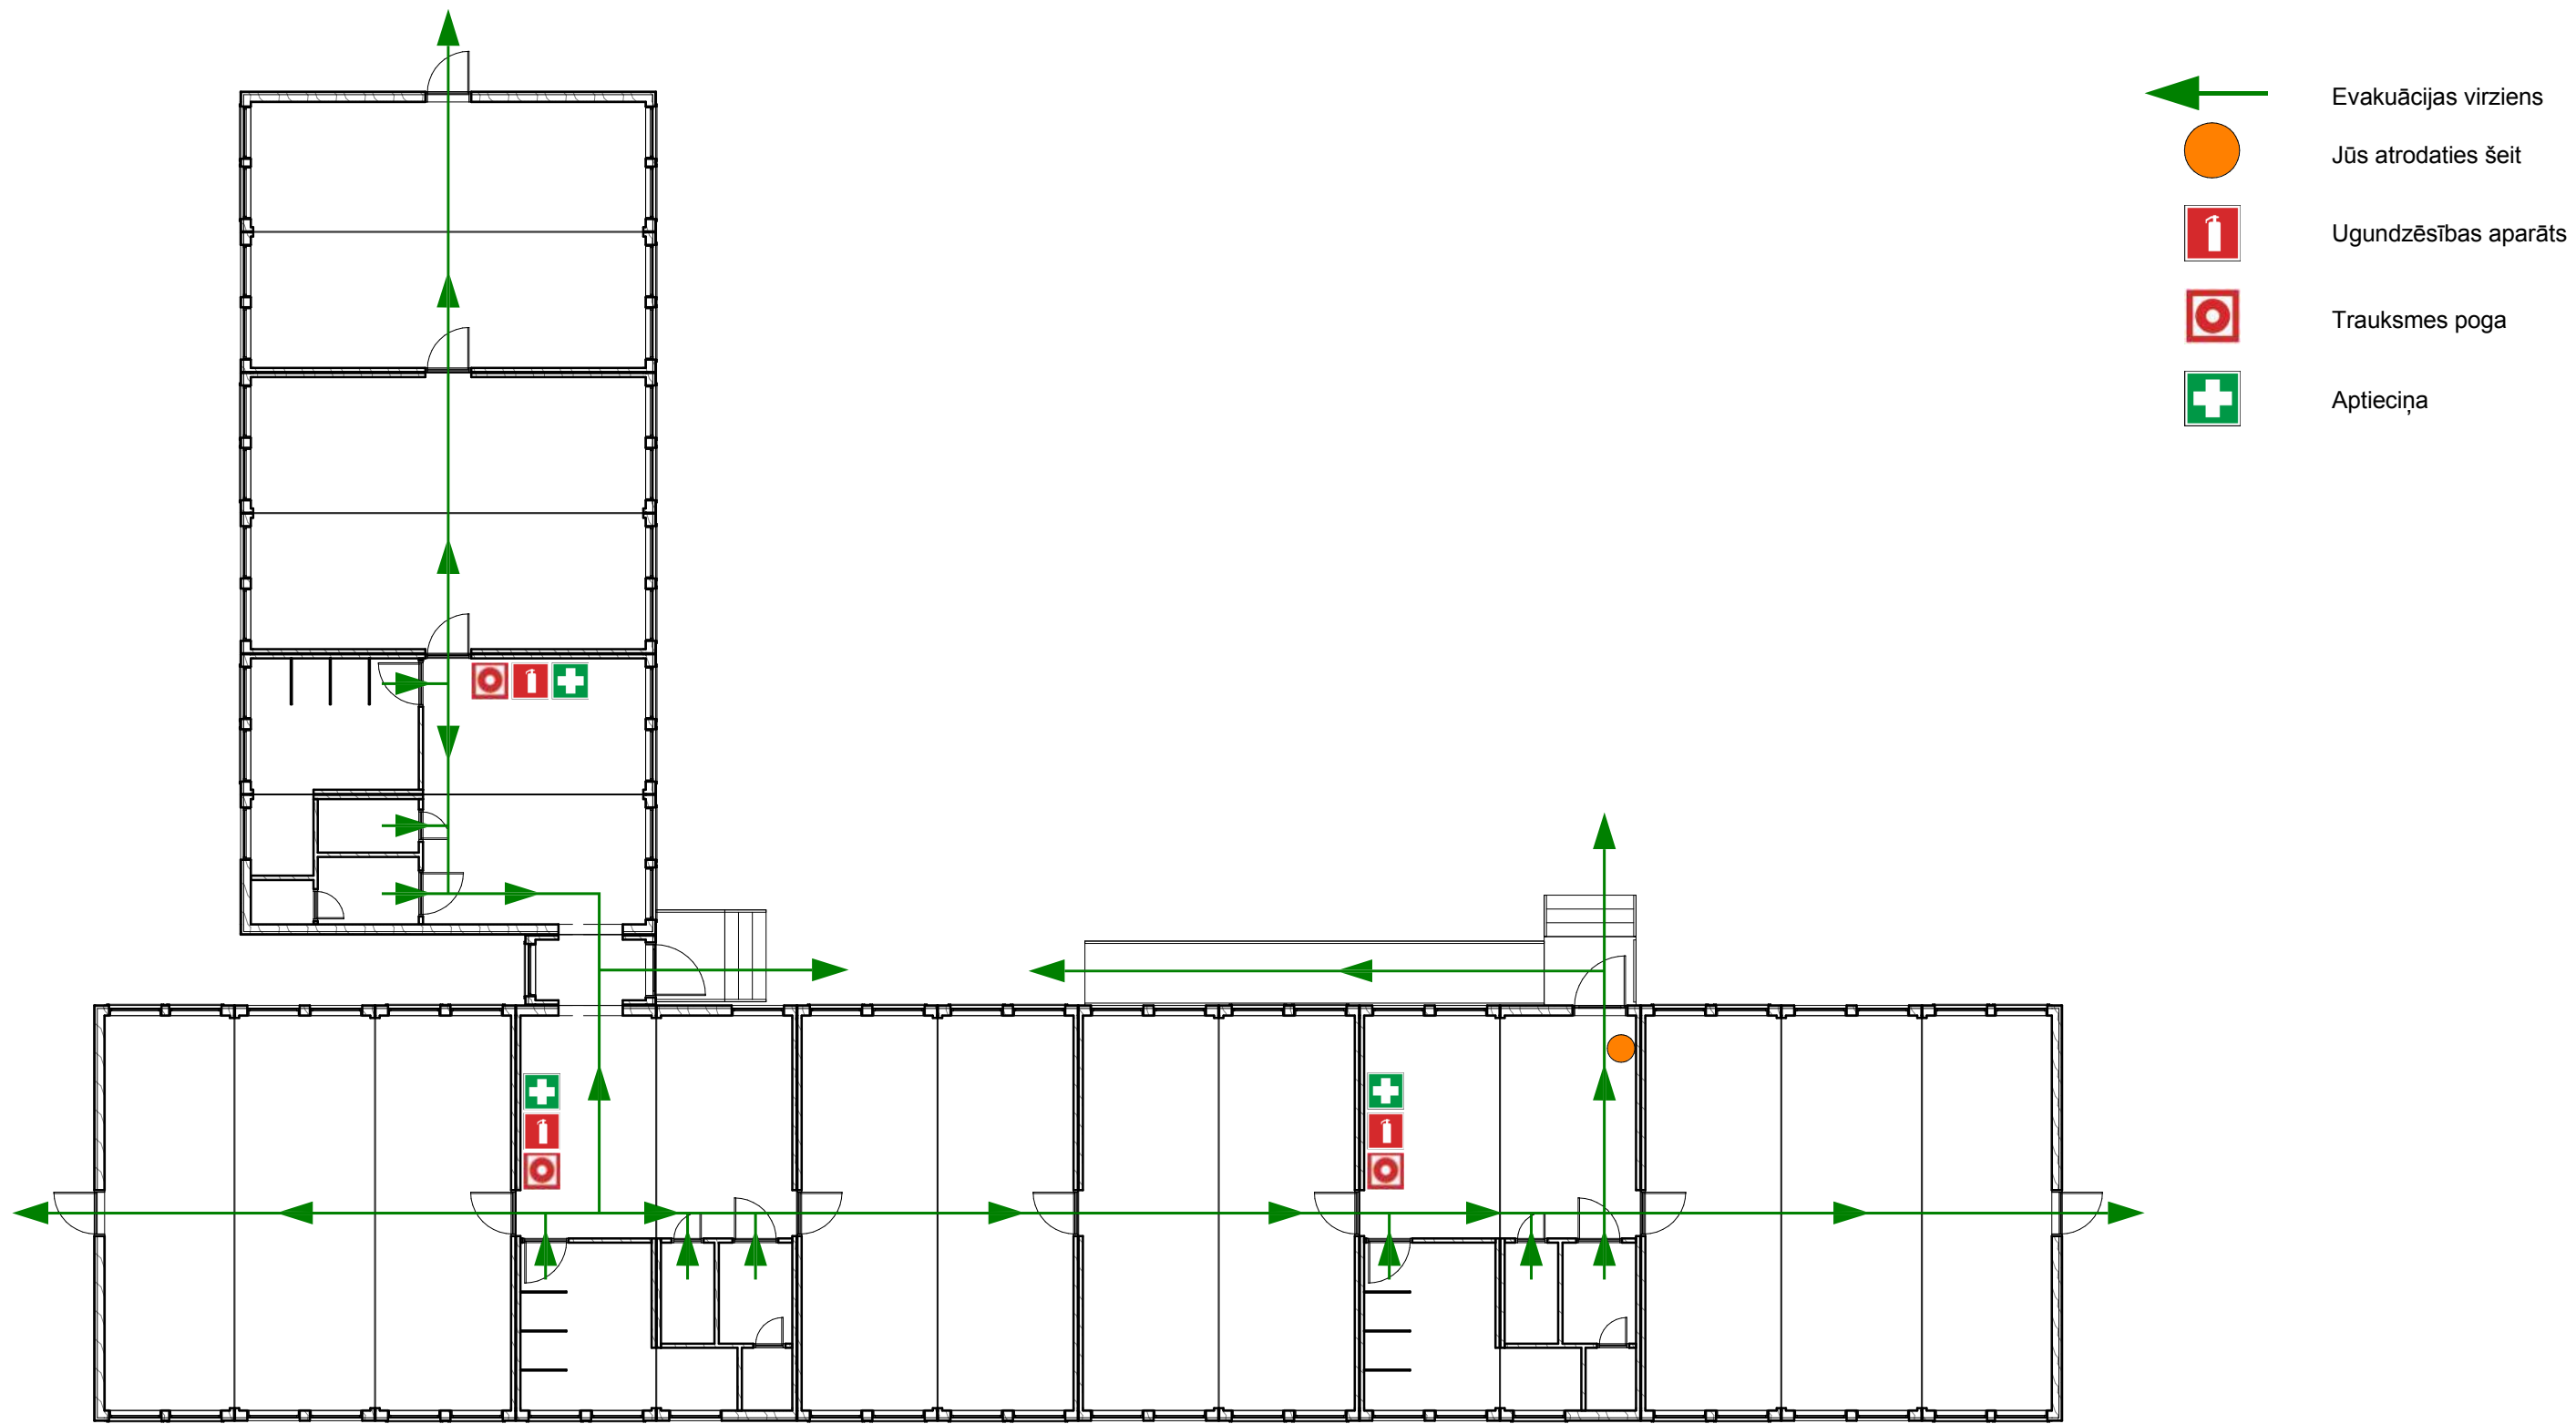 Evakuācijas virziens
Jūs atrodaties šeit
Ugundzēsības aparāts
Trauksmes poga
Aptieciņa